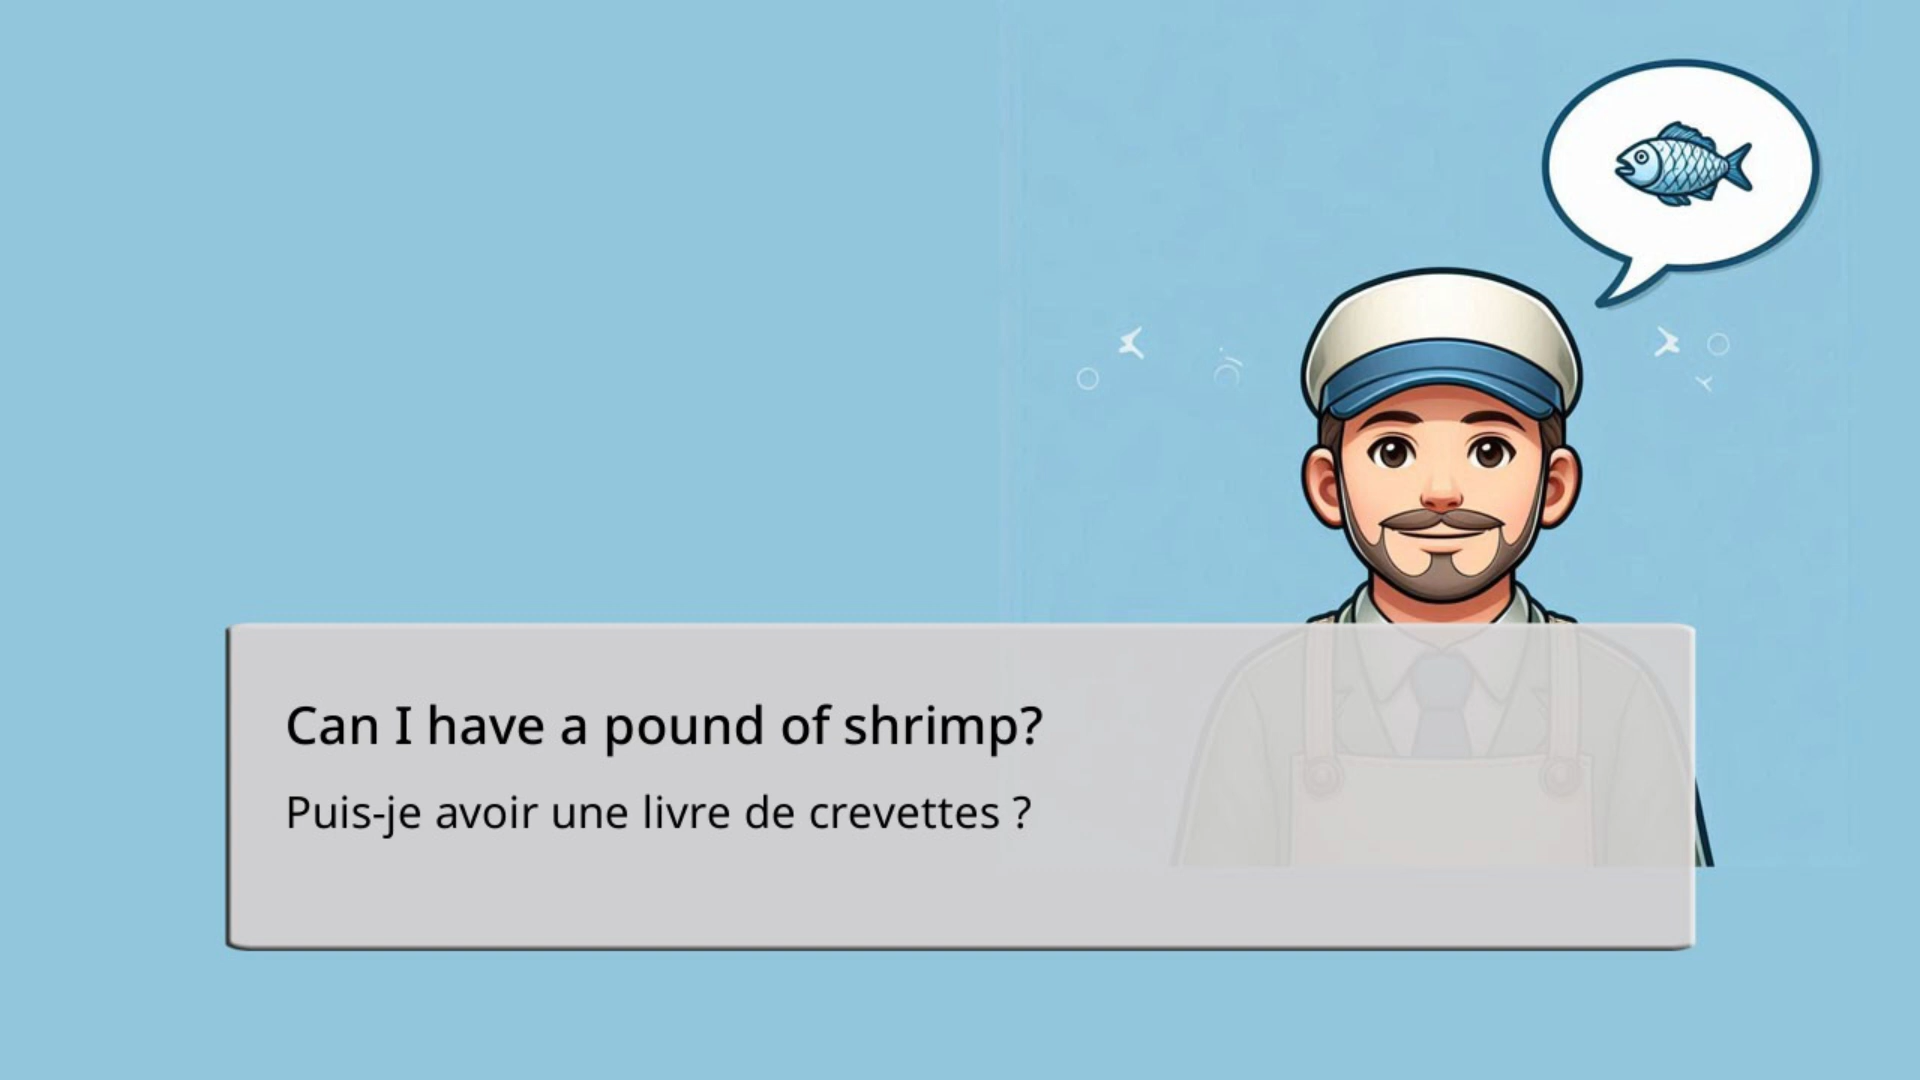 Can I have a pound of shrimp?
Puis-je avoir une livre de crevettes ?